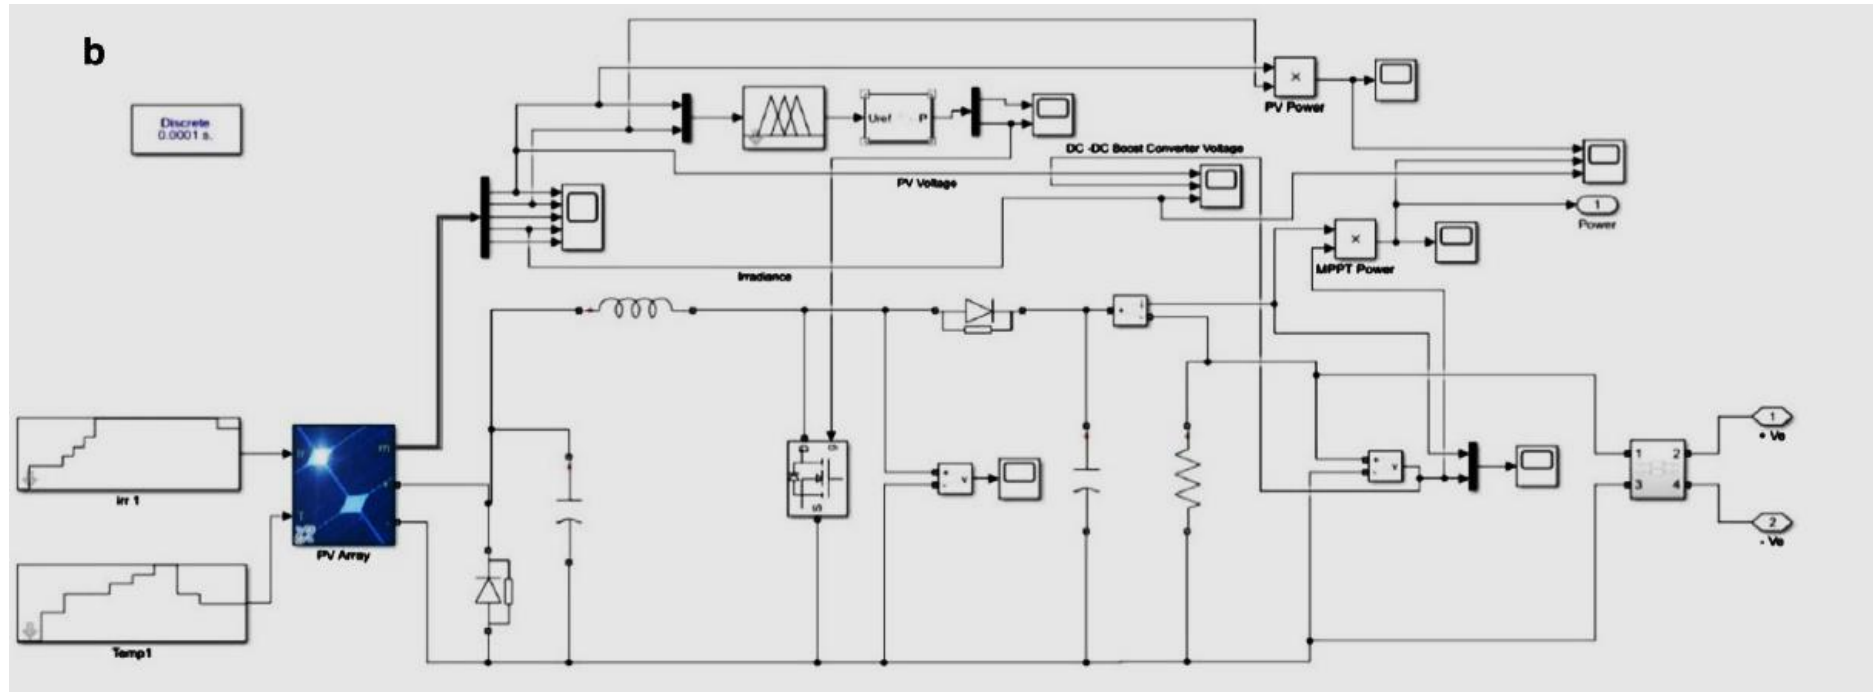 b
Discrete
0.0001 s.
Uref
P
PV Power
DC -DC Boost Converter Voltage
PV Voltage
Irradiance
MPPT Power
1
Power
Irr 1
m
T
PV Array
Temp1
g
D
S
+
-
i
+
-
v
+
-
v
+
-
1
2
3
4
1
+ Ve
2
- Ve